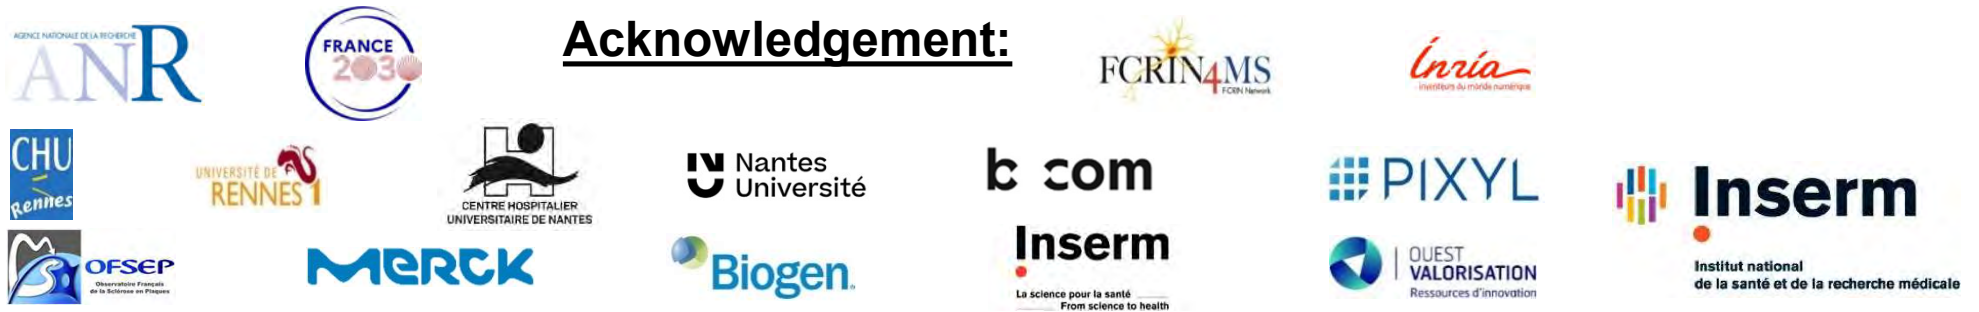 AGENCE NATIONALE DE LA RECHERCHE
ANR
FRANCE
2030
Acknowledgement:
FCRIN4MS
FCRIN Network
Inria
inventeurs du monde numérique
CHU
Rennes
UNIVERSITÉ DE
RENNES 1
CENTRE HOSPITALIER
UNIVERSITAIRE DE NANTES
Nantes
Université
b com
PIXYL
Inserm
Institut national
de la santé et de la recherche médicale
OFSEP
Observatoire Français
de la Sclérose en Plaques
MERCK
Biogen.
Inserm
La science pour la santé
From science to health
OUEST
VALORISATION
Ressources d'innovation